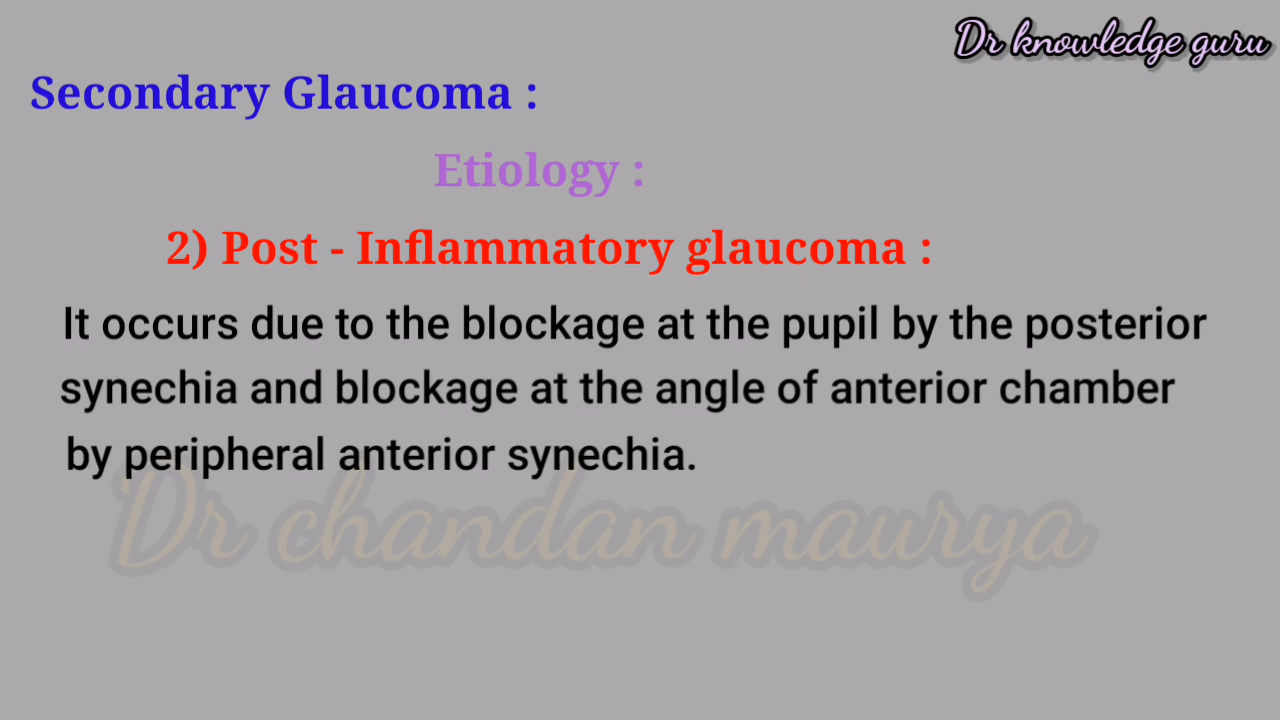 Dr knowledge guru
Secondary Glaucoma :
Etiology :
2) Post - Inflammatory glaucoma :
It occurs due to the blockage at the pupil by the posterior
synechia and blockage at the angle of anterior chamber
by peripheral anterior synechia.
Dr chandan maurya